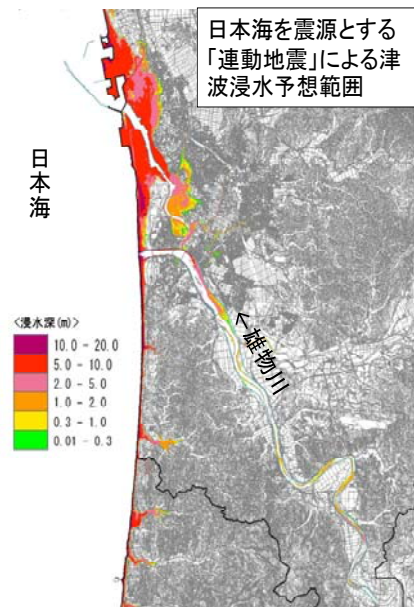 日本海を震源とする
「連動地震」による津
波浸水予想範囲
日本海
<浸水深(m)>
10.0 - 20.0
5.0 - 10.0
2.0 - 5.0
1.0 - 2.0
0.3 - 1.0
0.01 - 0.3
←雄物川